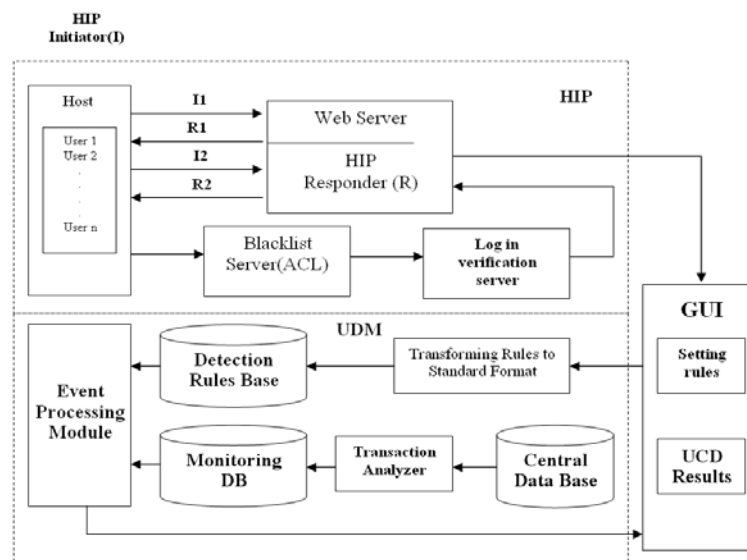 HIP
Initiator(I)
HIP
Host
User 1
User 2
.
.
.
.
User n
I1
R1
I2
R2
Web Server
HIP
Responder (R)
Blacklist
Server(ACL)
Log in
verification
server
UDM
Event
Processing
Module
Detection
Rules Base
Transforming Rules to
Standard Format
Monitoring
DB
Transaction
Analyzer
Central
Data Base
GUI
Setting
rules
UCD
Results